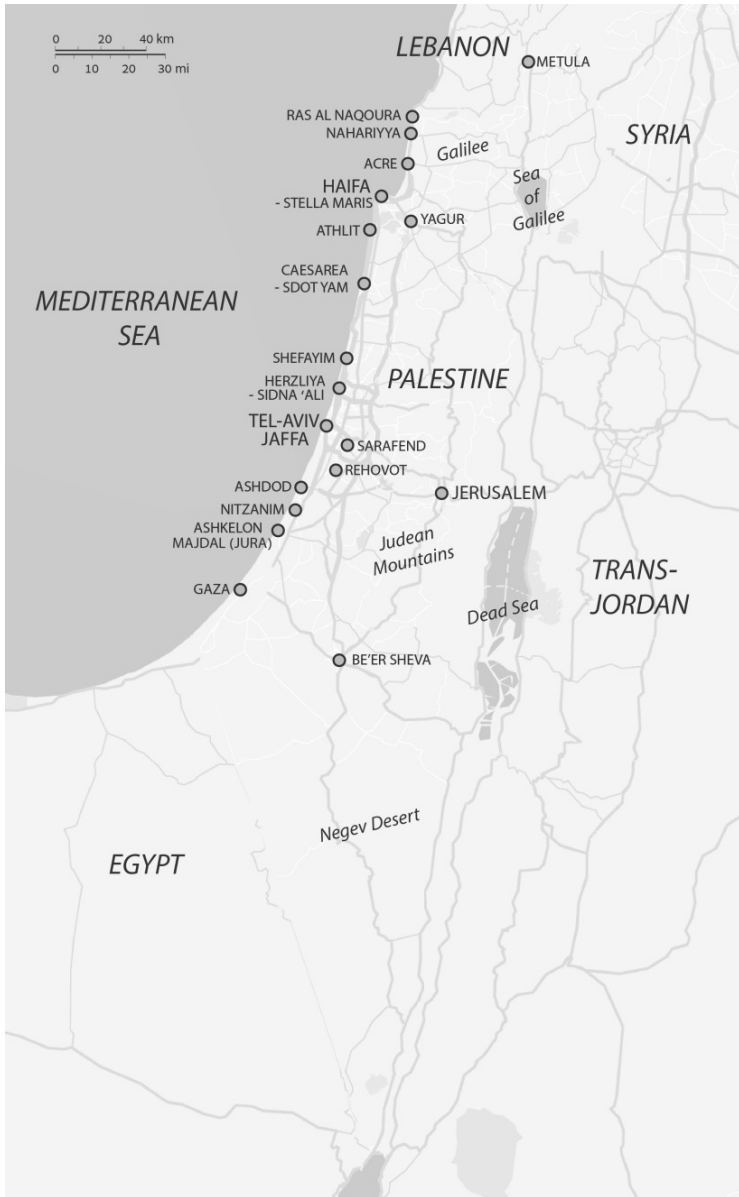 0 20 40 km
0 10 20 30 mi
LEBANON
METULA
RAS AL NAQOURA
NAHARIYYA
SYRIA
Galilee
ACRE
Sea
of
Galilee
HAIFA
- STELLA MARIS
YAGUR
ATHLIT
CAESAREA
- SDOT YAM
MEDITERRANEAN
SEA
SHEFAYIM
PALESTINE
HERZLIYA
- SIDNA ‘ALI
TEL-AVIV
JAFFA
SARAFEND
REHOVOT
ASHDOD
JERUSALEM
NITZANIM
ASHKELON
MAJDAL (JURA)
Judean
Mountains
TRANS-
JORDAN
GAZA
Dead Sea
BE’ER SHEVA
Negev Desert
EGYPT